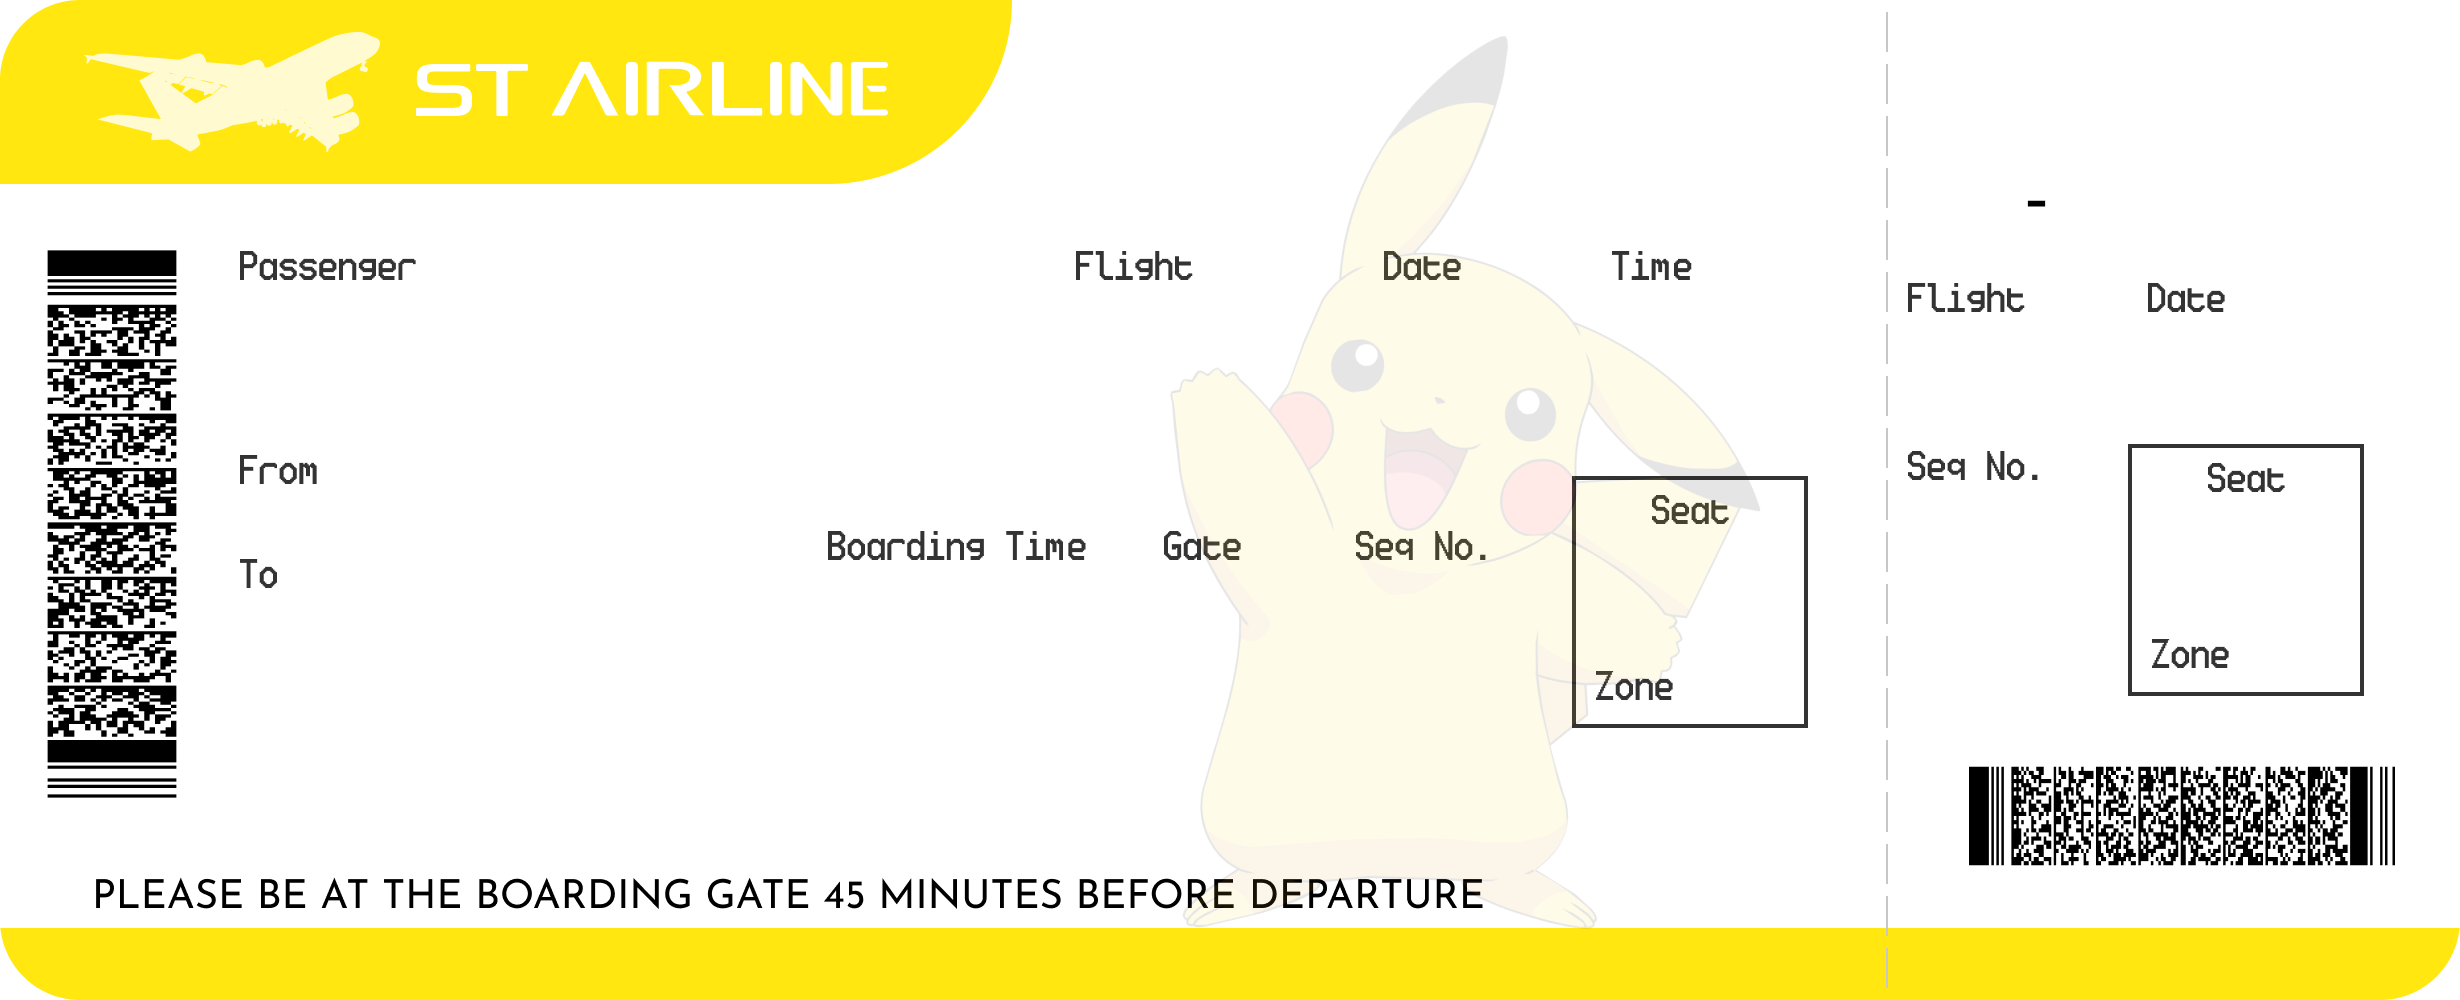 ST AIRLINE
-
Passenger
Flight
Date
Time
Flight
Date
From
Seq No.
Seat
Seat
Boarding Time
Gate
Seq No.
To
Zone
Zone
PLEASE BE AT THE BOARDING GATE 45 MINUTES BEFORE DEPARTURE